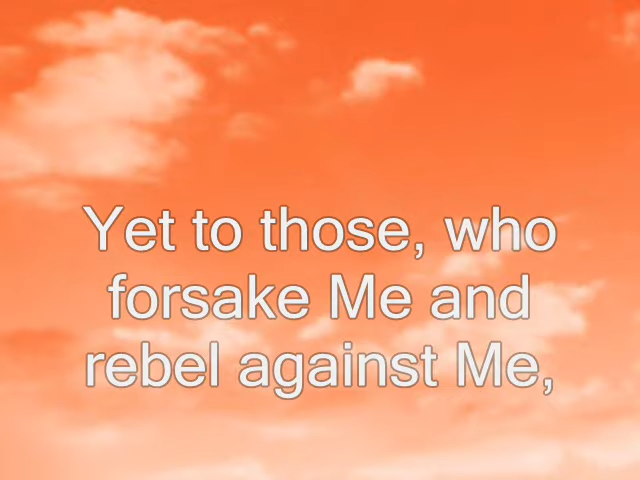 Yet to those, who
forsake Me and
rebel against Me,